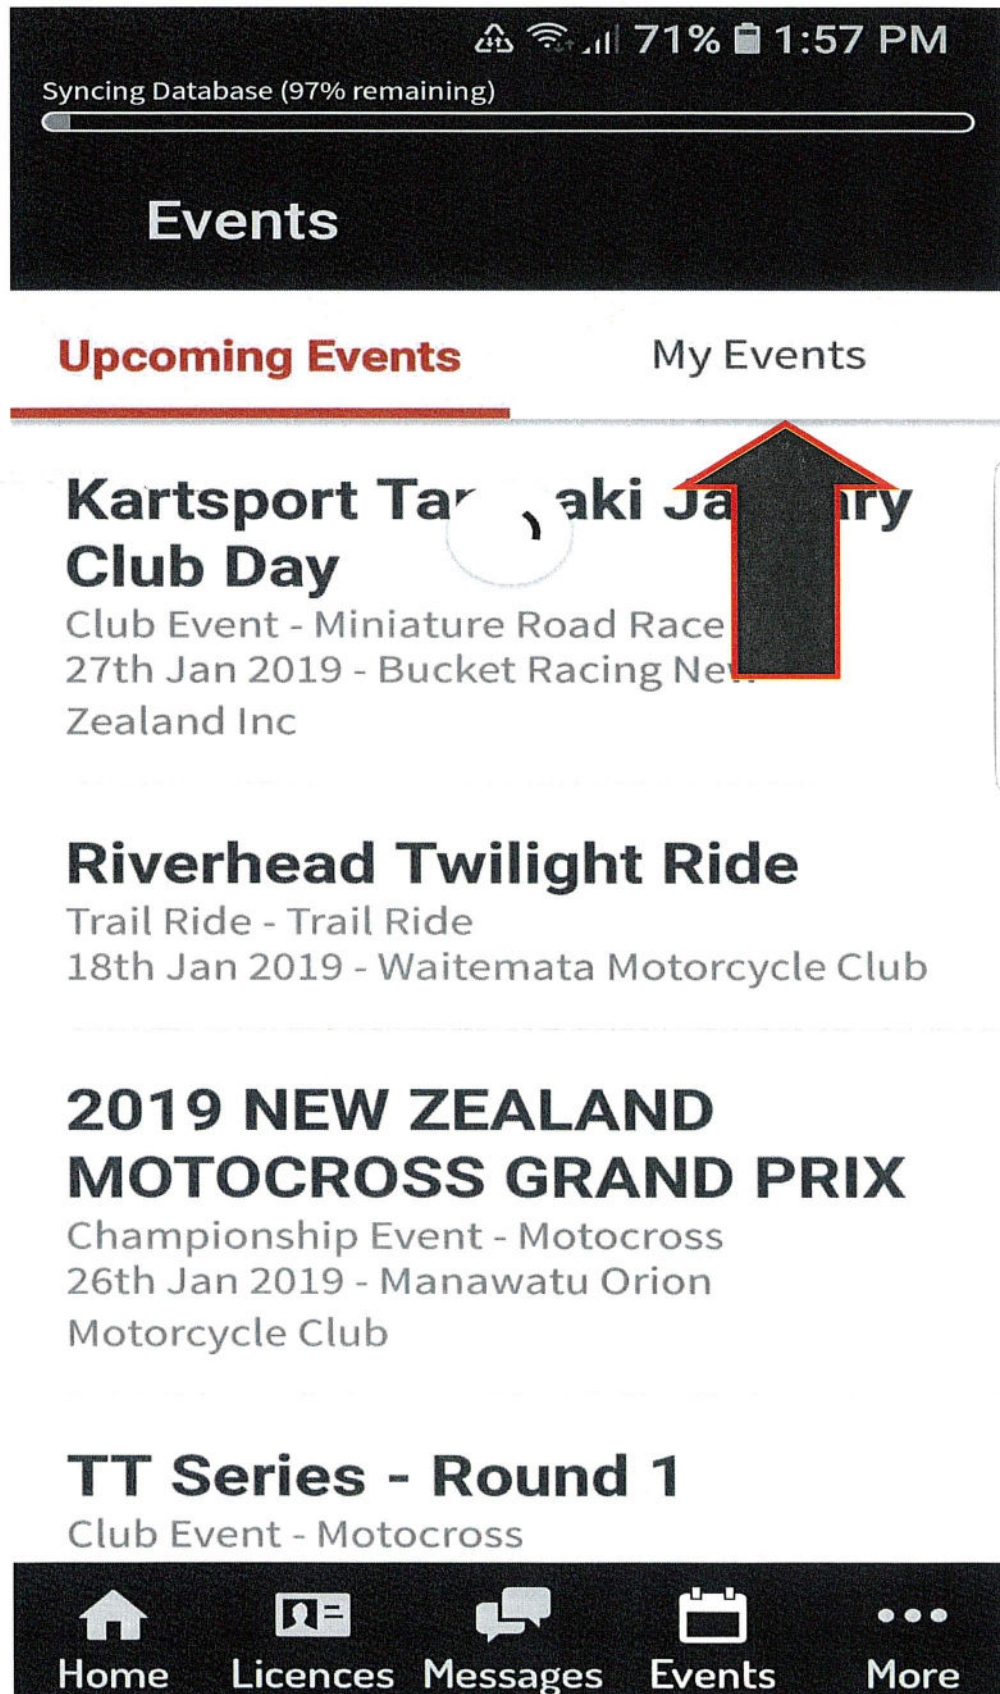 71% 1:57 PM
Syncing Database (97% remaining)
Events
Upcoming Events My Events
Kartsport
Club Day
Club Event - Miniature Road Race
27th Jan 2019 - Bucket Racing New
Zealand Inc
Riverhead Twilight Ride
Trail Ride - Trail Ride
18th Jan 2019 - Waitemata Motorcycle Club
2019 NEW ZEALAND
MOTOCROSS GRAND PRIX
Championship Event - Motocross
26th Jan 2019 - Manawatu Orion
Motorcycle Club
TT Series - Round 1
Club Event - Motocross
Home Licences Messages Events More